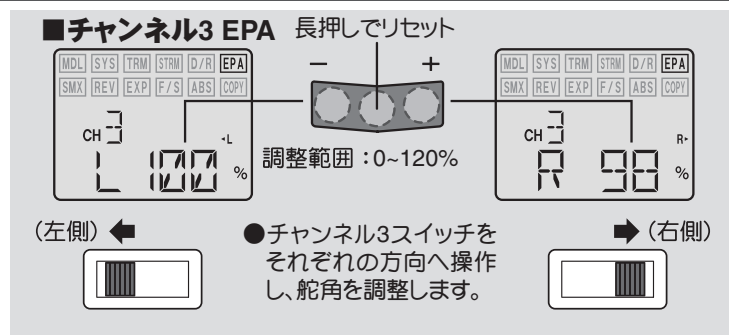 ■チャンネル3 EPA
長押しでリセット
MDL SYS TRM STRM D/R EPA
SMX REV EXP F/S ABS COPY
CH 3
◂L
L 100 %
− +
調整範囲：0~120%
MDL SYS TRM STRM D/R EPA
SMX REV EXP F/S ABS COPY
CH 3
R▸
R 98 %
（左側）⬅
●チャンネル3スイッチを
それぞれの方向へ操作
し、舵角を調整します。
➡（右側）